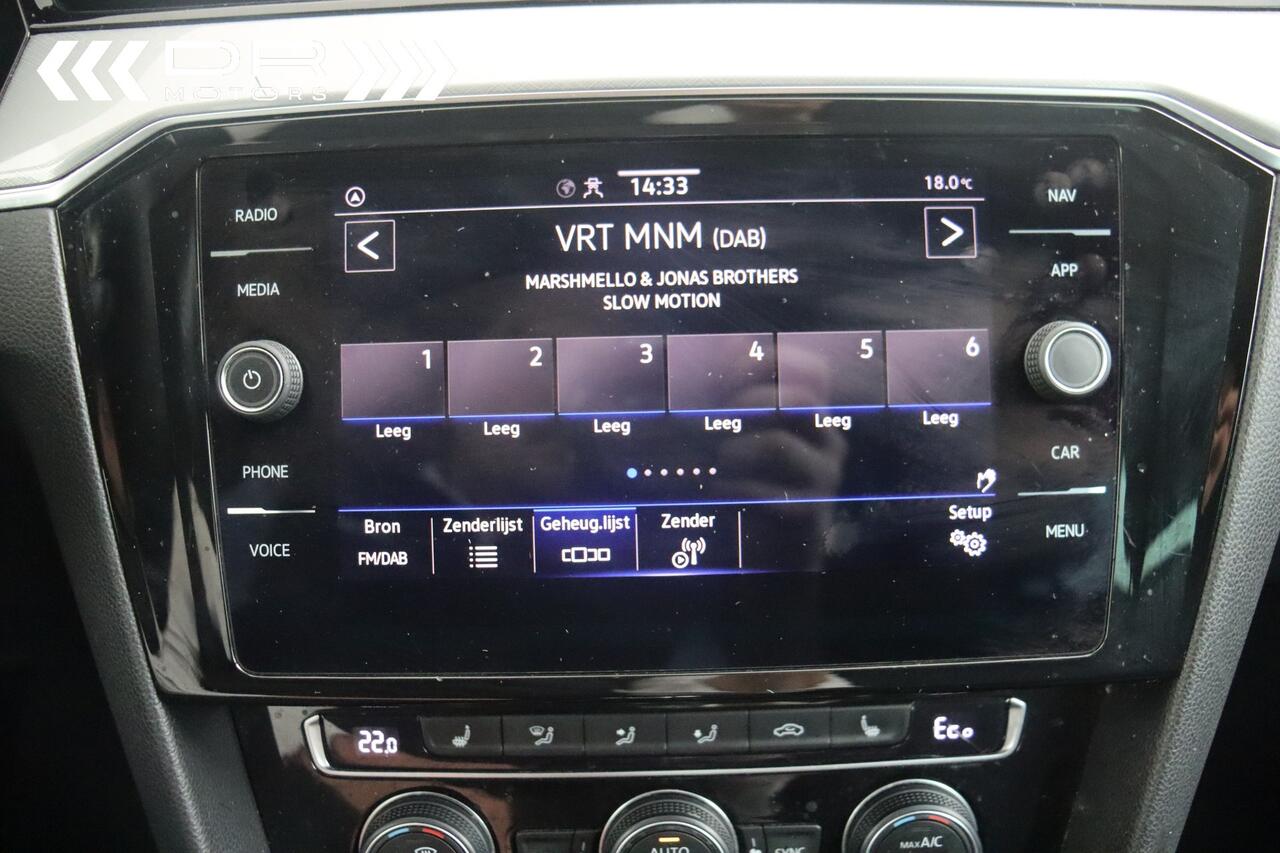 DR
MOTORS
14:33
18.0°C
RADIO
NAV
< VRT MNM (DAB) >
MEDIA
APP
MARSHMELLO & JONAS BROTHERS
SLOW MOTION
1 2 3 4 5 6
Leeg Leeg Leeg Leeg Leeg Leeg
PHONE
CAR
Bron Zenderlijst Geheug.lijst Zender Setup
FM/DAB
VOICE
MENU
22.0
Eco
AUTO
SYNC
MAX A/C